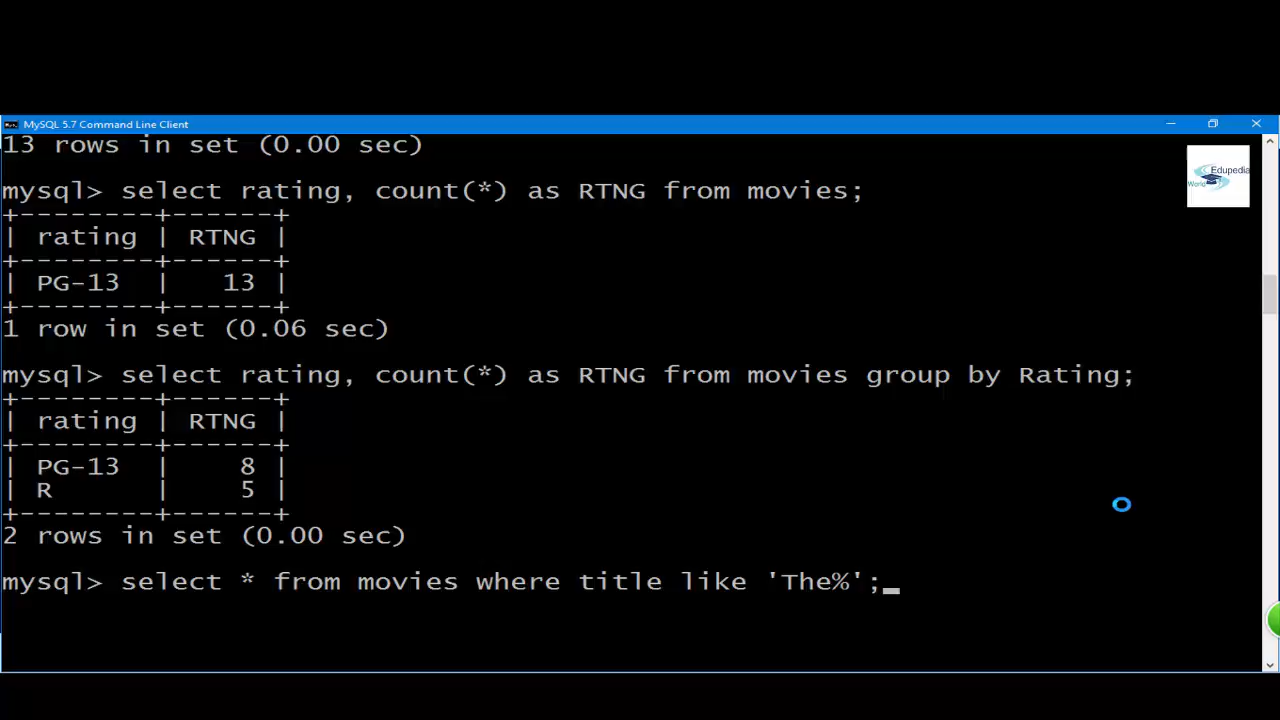 MySQL 5.7 Command Line Client
13 rows in set (0.00 sec)
Edupedia
World
mysql> select rating, count(*) as RTNG from movies;
+--------+------+
| rating | RTNG |
+--------+------+
| PG-13  |   13 |
+--------+------+
1 row in set (0.06 sec)
mysql> select rating, count(*) as RTNG from movies group by Rating;
+--------+------+
| rating | RTNG |
+--------+------+
| PG-13  |    8 |
| R      |    5 |
+--------+------+
2 rows in set (0.00 sec)
mysql> select * from movies where title like 'The%';_